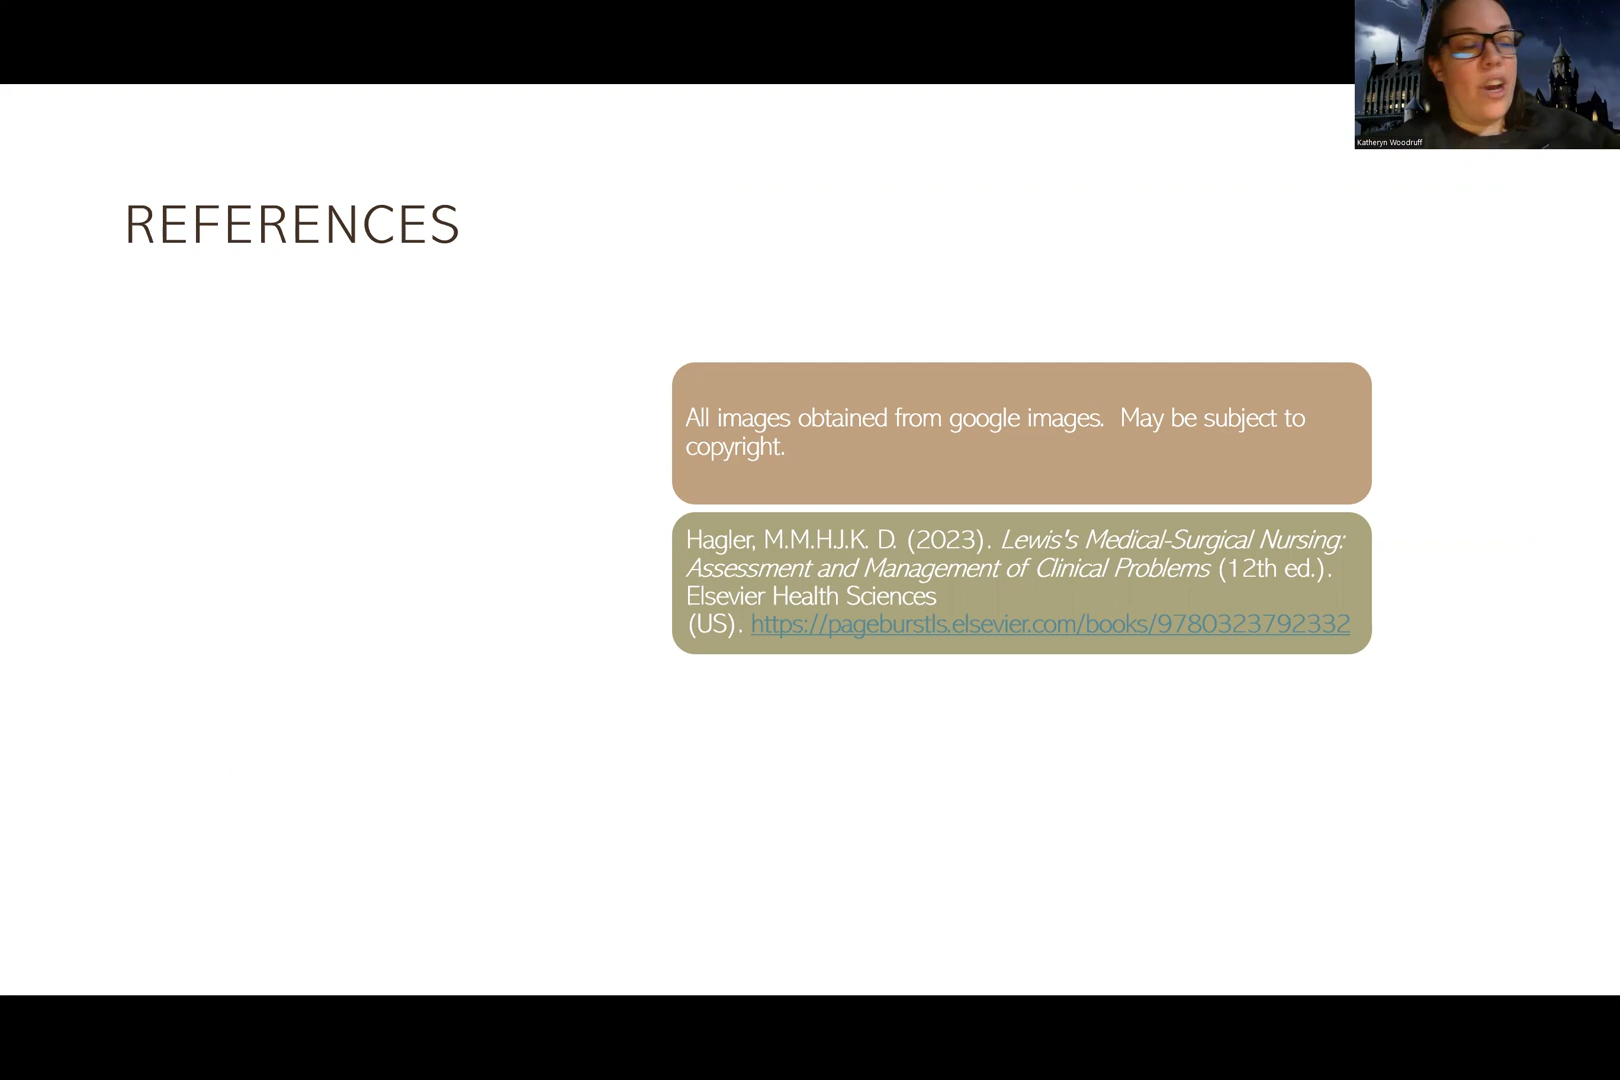 Katheryn Woodruff
REFERENCES
All images obtained from google images.  May be subject to
copyright.
Hagler, M.M.H.J.K. D. (2023). Lewis's Medical-Surgical Nursing:
Assessment and Management of Clinical Problems (12th ed.).
Elsevier Health Sciences
(US). https://pageburstls.elsevier.com/books/9780323792332